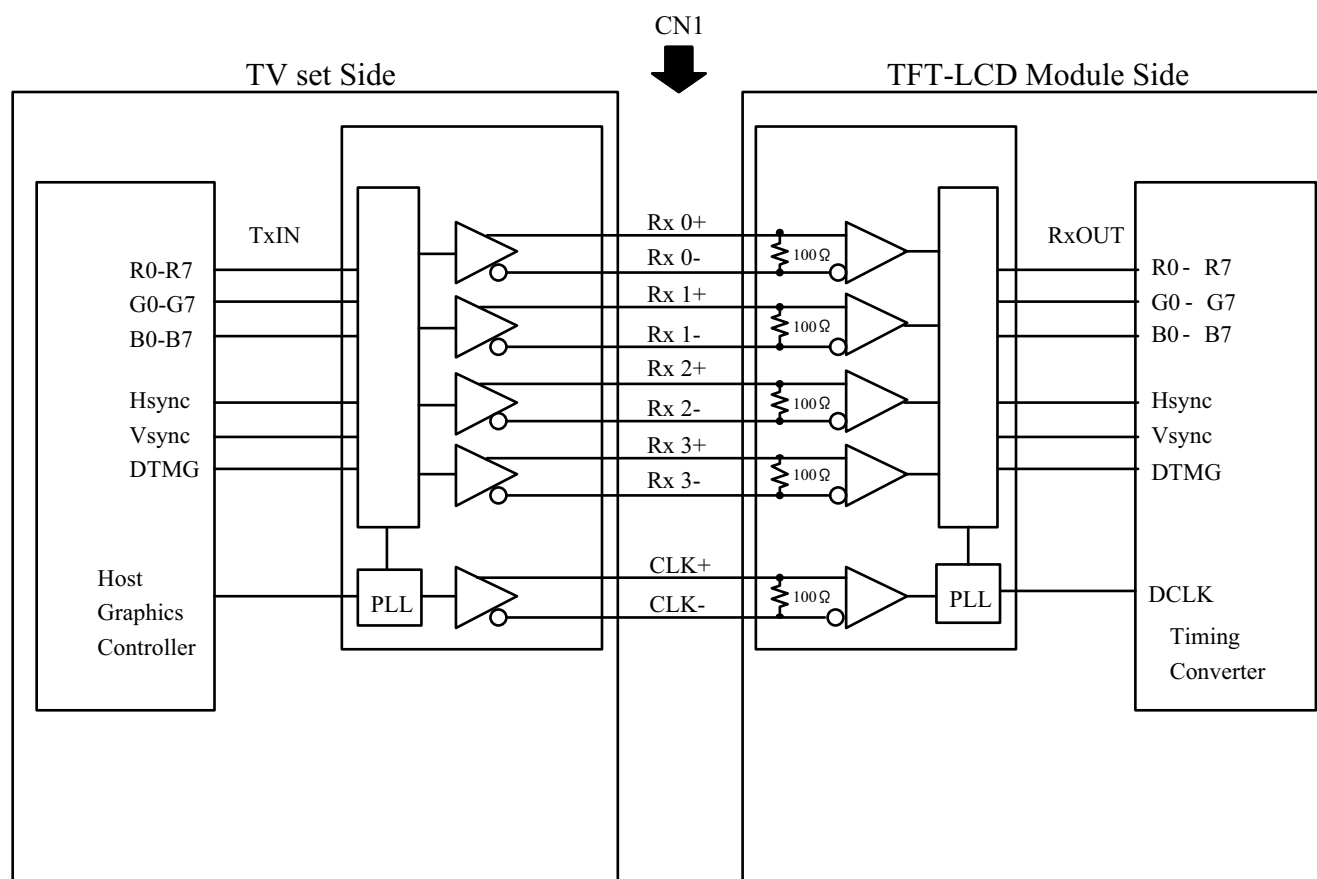 CN1
TV set Side
TFT-LCD Module Side
TxIN
RxOUT
R0-R7
G0-G7
B0-B7
Hsync
Vsync
DTMG
Host
Graphics
Controller
PLL
Rx 0+
Rx 0-
Rx 1+
Rx 1-
Rx 2+
Rx 2-
Rx 3+
Rx 3-
CLK+
CLK-
100Ω
100Ω
100Ω
100Ω
100Ω
PLL
R0- R7
G0- G7
B0- B7
Hsync
Vsync
DTMG
DCLK
Timing
Converter